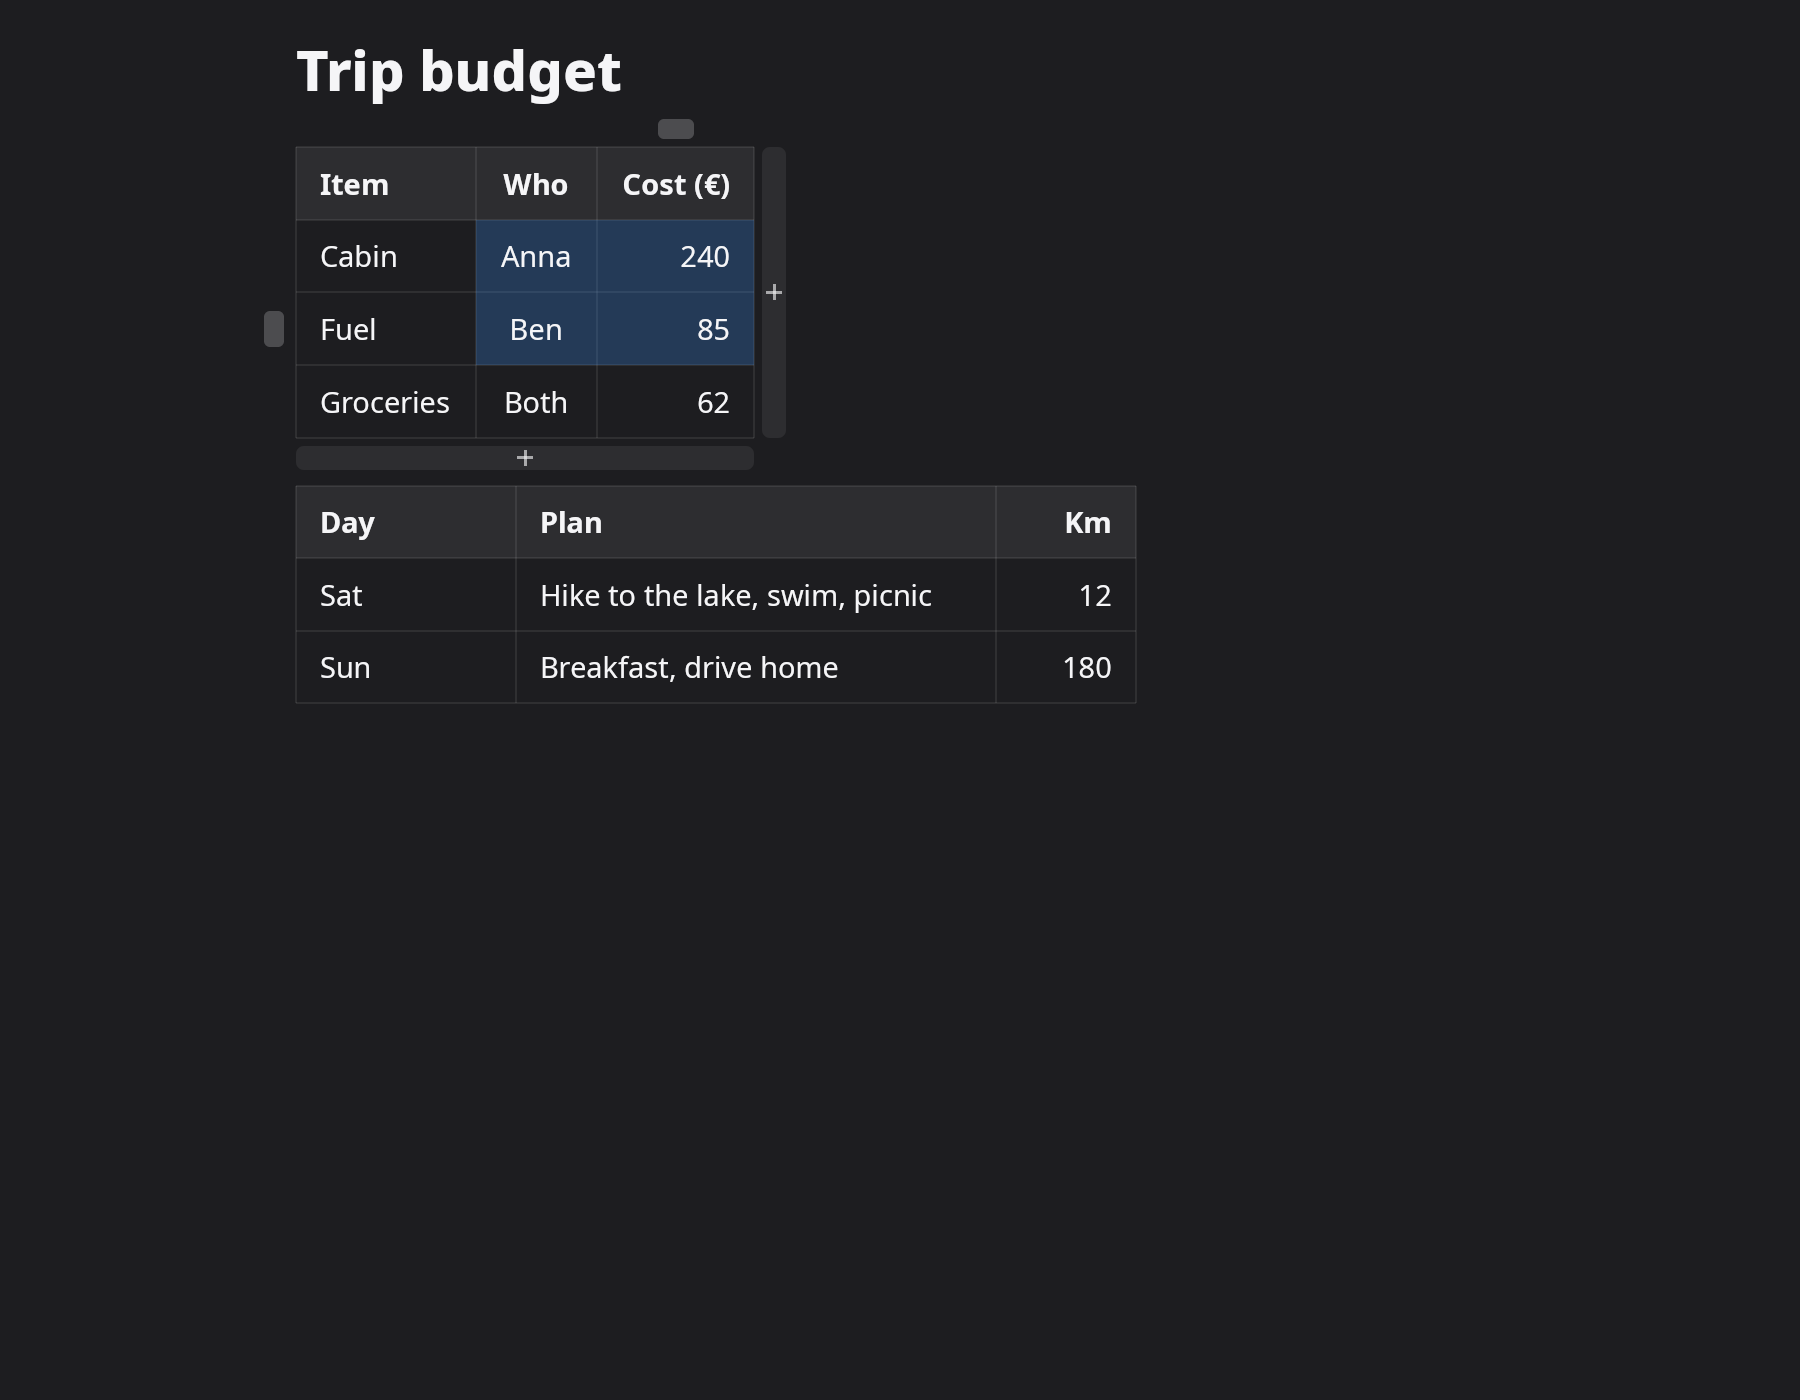 Trip budget
Item Who Cost (€)
Cabin Anna 240
Fuel Ben 85
Groceries Both 62
+
+
Day Plan Km
Sat Hike to the lake, swim, picnic 12
Sun Breakfast, drive home 180